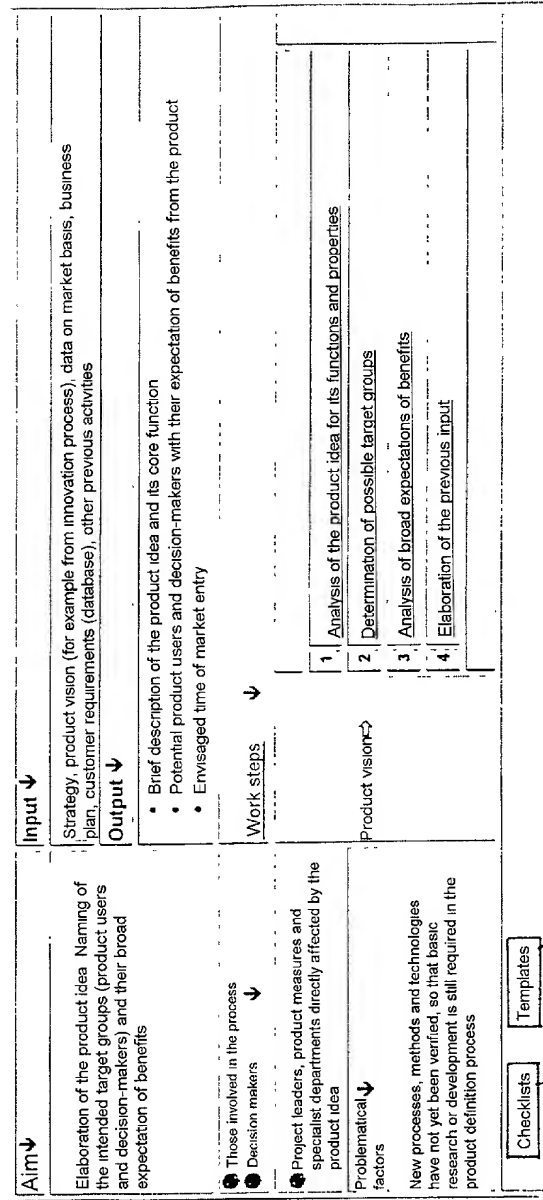 Aim↓
Elaboration of the product idea Naming of
the intended target groups (product users
and decision-makers) and their broad
expectation of benefits
Input ↓
Strategy, product vision (for example from innovation process), data on market basis, business
plan, customer requirements (database), other previous activities
Output ↓
• Brief description of the product idea and its core function
• Potential product users and decision-makers with their expectation of benefits from the product
• Envisaged time of market entry
● Those involved in the process
● Decision makers ↓
Work steps ↓
● Project leaders, product measures and
specialist departments directly affected by the
product idea
Problematical↓
factors
New processes, methods and technologies
have not yet been verified, so that basic
research or development is still required in the
product definition process
Product vision⇨
1 Analysis of the product idea for its functions and properties
2 Determination of possible target groups
3 Analysis of broad expectations of benefits
4 Elaboration of the previous input
Checklists
Templates